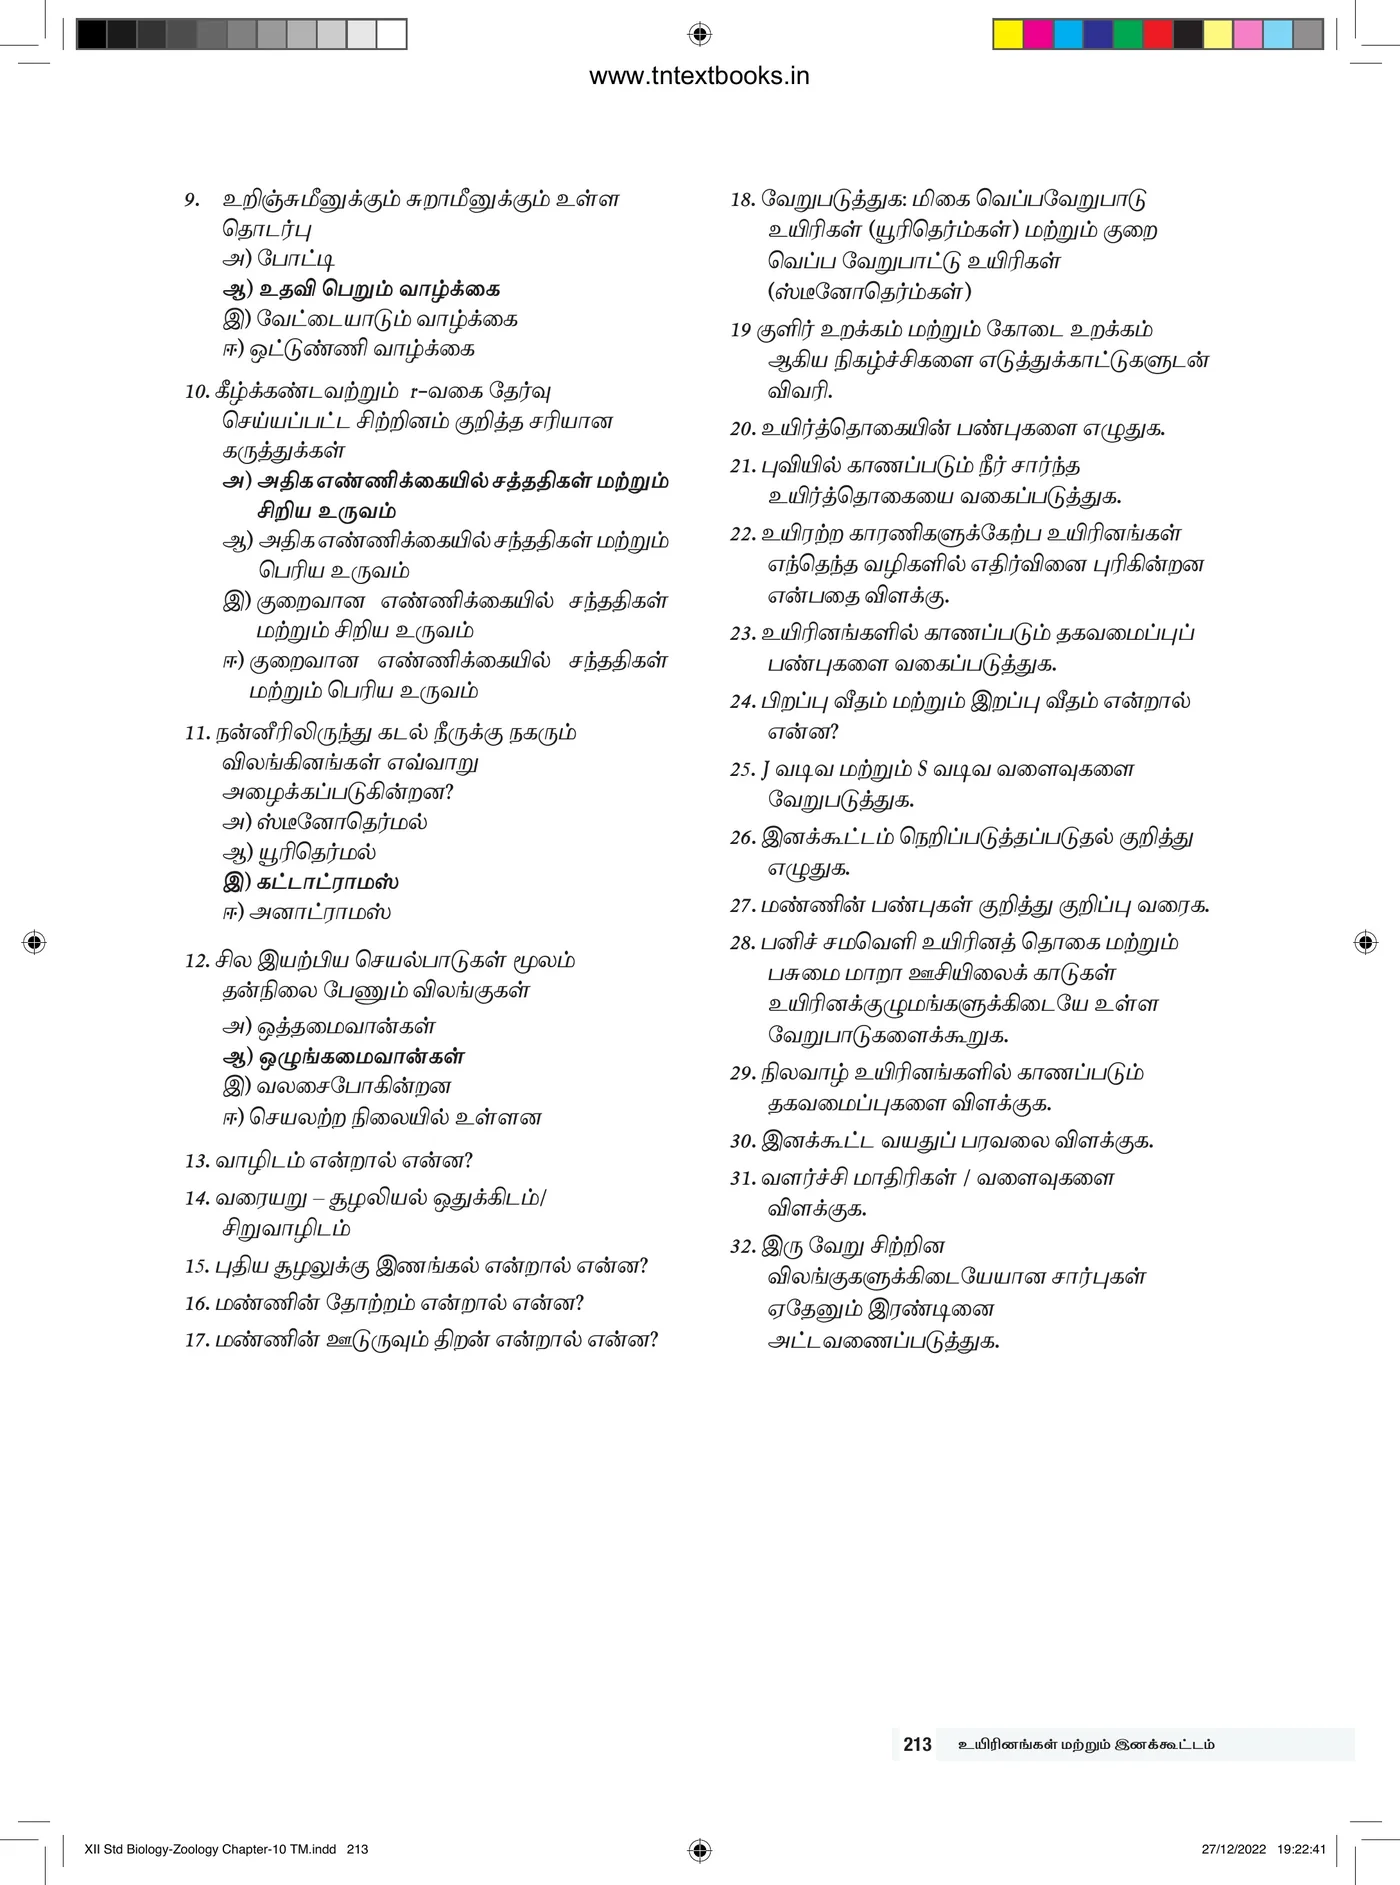 www.tntextbooks.in
9. உறிஞ்சுமீனுக்கும் சுறாமீனுக்கும் உள்ள
தொடர்பு
அ) போட்டி
ஆ) உதவி பெறும் வாழ்க்கை
இ) வேட்டையாடும் வாழ்க்கை
ஈ) ஒட்டுண்ணி வாழ்க்கை
10. கீழ்க்கண்டவற்றும் r-வகை தேர்வு
செய்யப்பட்ட சிற்றினம் குறித்த சரியான
கருத்துக்கள்
அ) அதிக எண்ணிக்கையில் சத்ததிகள் மற்றும்
சிறிய உருவம்
ஆ) அதிக எண்ணிக்கையில் சந்ததிகள் மற்றும்
பெரிய உருவம்
இ) குறைவான எண்ணிக்கையில் சந்ததிகள்
மற்றும் சிறிய உருவம்
ஈ) குறைவான எண்ணிக்கையில் சந்ததிகள்
மற்றும் பெரிய உருவம்
11. நன்னீரிலிருந்து கடல் நீருக்கு நகரும்
விலங்கினங்கள் எவ்வாறு
அழைக்கப்படுகின்றன?
அ) ஸ்டீனோதெர்மல்
ஆ) யூரிதெர்மல்
இ) கட்டாட்ராமஸ்
ஈ) அனாட்ராமஸ்
12. சில இயற்பிய செயல்பாடுகள் மூலம்
தன்நிலை பேணும் விலங்குகள்
அ) ஒத்தமைவான்கள்
ஆ) ஒழுங்கமைவான்கள்
இ) வலசைபோகின்றன
ஈ) செயலற்ற நிலையில் உள்ளன
13. வாழிடம் என்றால் என்ன?
14. வரையறு – சூழலியல் ஒதுக்கிடம்/
சிறுவாழிடம்
15. புதிய சூழலுக்கு இணங்கல் என்றால் என்ன?
16. மண்ணின் தோற்றம் என்றால் என்ன?
17. மண்ணின் ஊடுருவும் திறன் என்றால் என்ன?
18. வேறுபடுத்துக: மிகை வெப்பவேறுபாடு
உயிரிகள் (யூரிதெர்ம்கள்) மற்றும் குறை
வெப்ப வேறுபாட்டு உயிரிகள்
(ஸ்டீனோதெர்ம்கள்)
19 குளிர் உறக்கம் மற்றும் கோடை உறக்கம்
ஆகிய நிகழ்ச்சிகளை எடுத்துக்காட்டுகளுடன்
விவரி.
20. உயிர்த்தொகையின் பண்புகளை எழுதுக.
21. புவியில் காணப்படும் நீர் சார்ந்த
உயிர்த்தொகையை வகைப்படுத்துக.
22. உயிரற்ற காரணிகளுக்கேற்ப உயிரினங்கள்
எந்தெந்த வழிகளில் எதிர்வினை புரிகின்றன
என்பதை விளக்கு.
23. உயிரினங்களில் காணப்படும் தகவமைப்புப்
பண்புகளை வகைப்படுத்துக.
24. பிறப்பு வீதம் மற்றும் இறப்பு வீதம் என்றால்
என்ன?
25. J வடிவ மற்றும் S வடிவ வளைவுகளை
வேறுபடுத்துக.
26. இனக்கூட்டம் நெறிப்படுத்தப்படுதல் குறித்து
எழுதுக.
27. மண்ணின் பண்புகள் குறித்து குறிப்பு வரைக.
28. பனிச் சமவெளி உயிரினத் தொகை மற்றும்
பசுமை மாறா ஊசியிலைக் காடுகள்
உயிரினக்குழுமங்களுக்கிடையே உள்ள
வேறுபாடுகளைக்கூறுக.
29. நிலவாழ் உயிரினங்களில் காணப்படும்
தகவமைப்புகளை விளக்குக.
30. இனக்கூட்ட வயதுப் பரவலை விளக்குக.
31. வளர்ச்சி மாதிரிகள் / வளைவுகளை
விளக்குக.
32. இரு வேறு சிற்றின
விலங்குகளுக்கிடையேயான சார்புகள்
ஏதேனும் இரண்டினை
அட்டவணைப்படுத்துக.
213 உயிரினங்கள் மற்றும் இனக்கூட்டம்
XII Std Biology-Zoology Chapter-10 TM.indd 213
27/12/2022 19:22:41